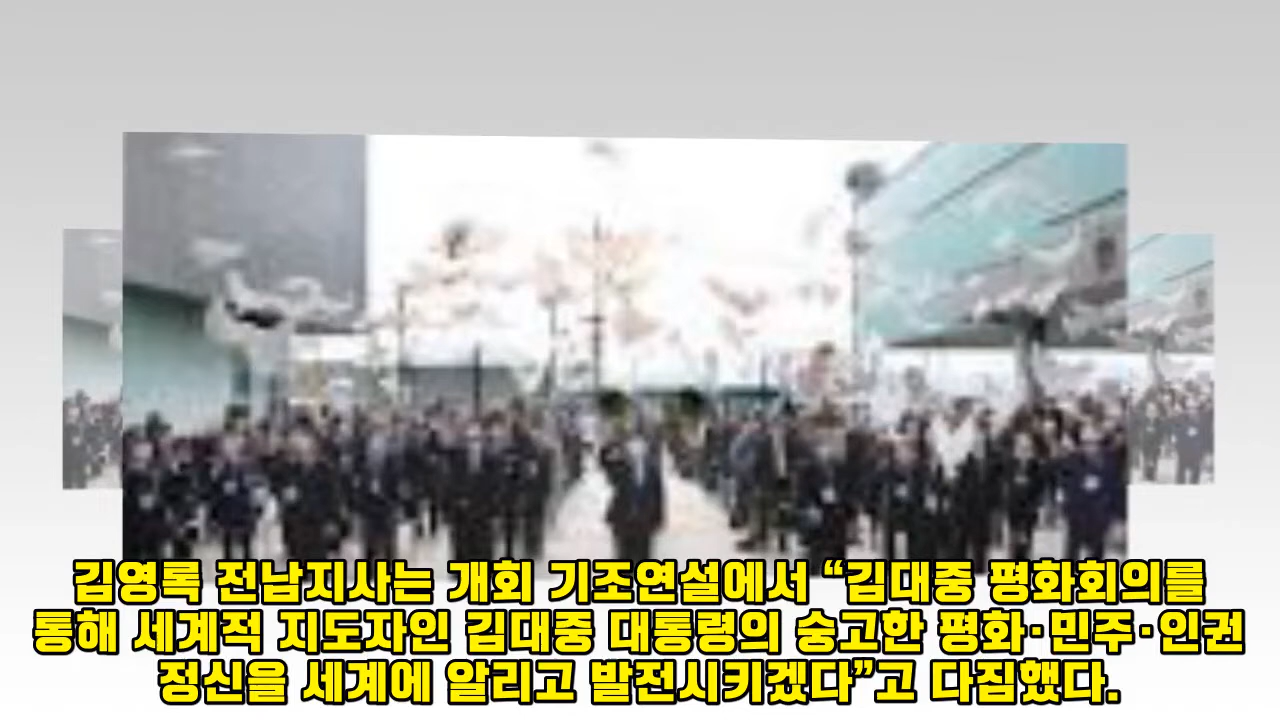 김영록 전남지사는 개회 기조연설에서 “김대중 평화회의를
통해 세계적 지도자인 김대중 대통령의 숭고한 평화·민주·인권
정신을 세계에 알리고 발전시키겠다”고 다짐했다.